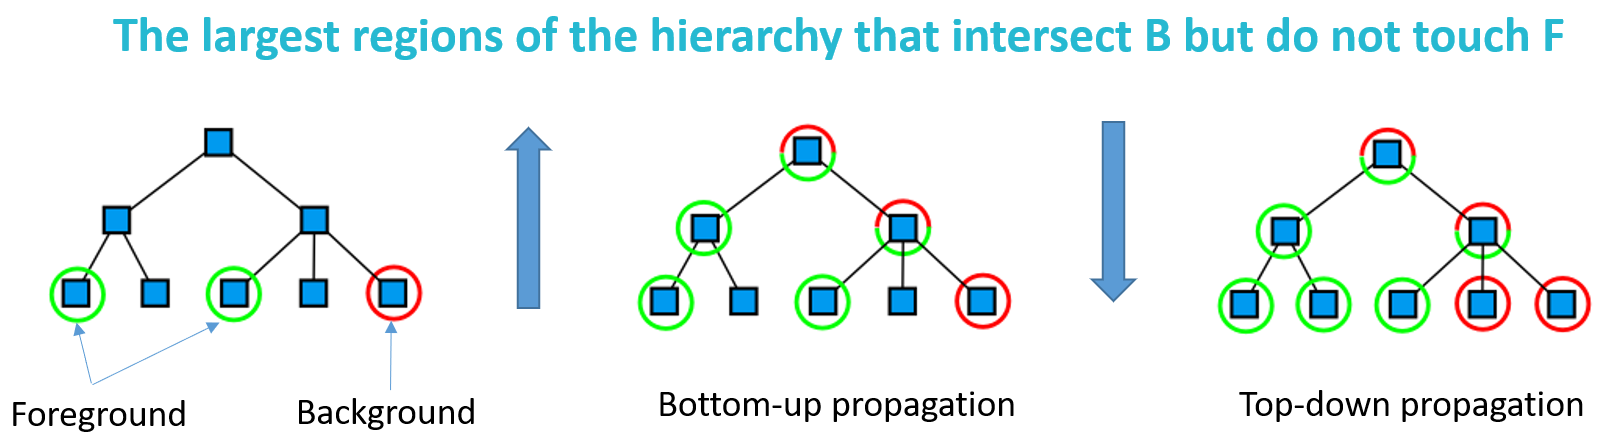 The largest regions of the hierarchy that intersect B but do not touch F
Foreground
Background
Bottom-up propagation
Top-down propagation